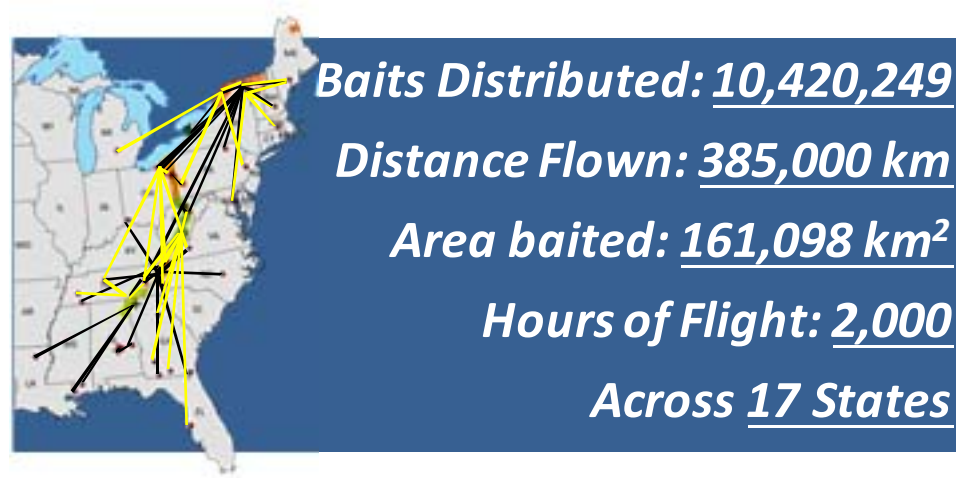 Baits Distributed: 10,420,249
Distance Flown: 385,000 km
Area baited: 161,098 km²
Hours of Flight: 2,000
Across 17 States